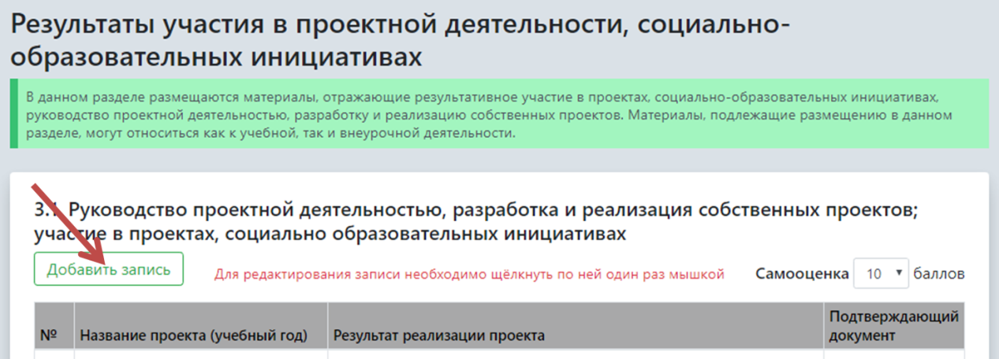 Результаты участия в проектной деятельности, социально-
образовательных инициативах
В данном разделе размещаются материалы, отражающие результативное участие в проектах, социально-образовательных инициативах,
руководство проектной деятельностью, разработку и реализацию собственных проектов. Материалы, подлежащие размещению в данном
разделе, могут относиться как к учебной, так и внеурочной деятельности.
3.1. Руководство проектной деятельностью, разработка и реализация собственных проектов;
участие в проектах, социально образовательных инициативах
Добавить запись Для редактирования записи необходимо щёлкнуть по ней один раз мышкой Самооценка 10 баллов
№ Название проекта (учебный год) Результат реализации проекта Подтверждающий
документ